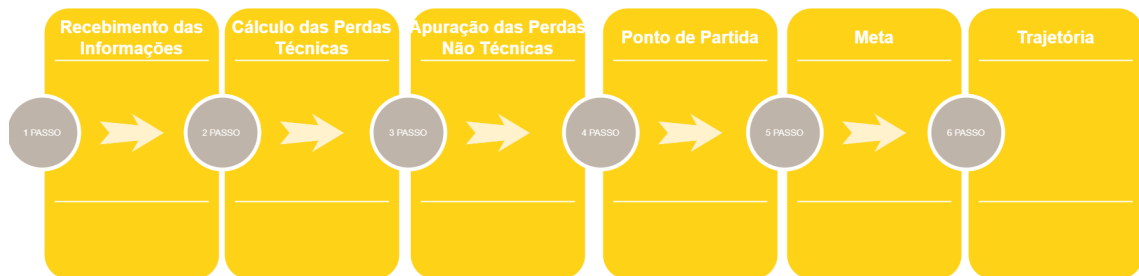 Recebimento das
Informações
Cálculo das Perdas
Técnicas
Apuração das Perdas
Não Técnicas
Ponto de Partida
Meta
Trajetória
1 PASSO
2 PASSO
3 PASSO
4 PASSO
5 PASSO
6 PASSO